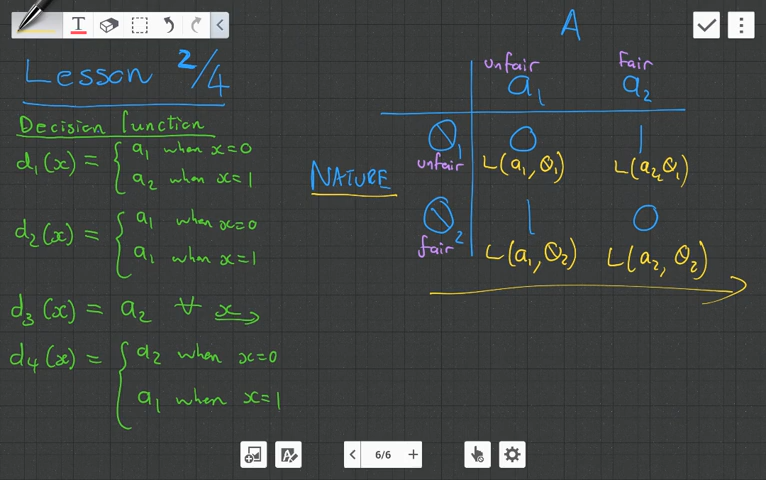 T
A
Lesson 2/4
unfair fair
a₁ a₂
Decision function
d₁(x) = { a₁ when x=0
a₂ when x=1
θ₁ 0 1
unfair L(a₁, θ₁) L(a₂, θ₁)
NATURE
d₂(x) = { a₁ when x=0
a₁ when x=1
θ₂ 1 0
fair L(a₁, θ₂) L(a₂, θ₂)
d₃(x) = a₂ ∀ x
d₄(x) = { a₂ when x=0
a₁ when x=1
6/6